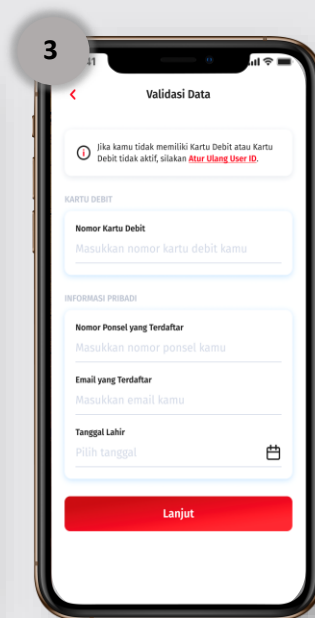 3
41
Validasi Data
Jika kamu tidak memiliki Kartu Debit atau Kartu
Debit tidak aktif, silakan Atur Ulang User ID.
KARTU DEBIT
Nomor Kartu Debit
Masukkan nomor kartu debit kamu
INFORMASI PRIBADI
Nomor Ponsel yang Terdaftar
Masukkan nomor ponsel kamu
Email yang Terdaftar
Masukkan email kamu
Tanggal Lahir
Pilih tanggal
Lanjut